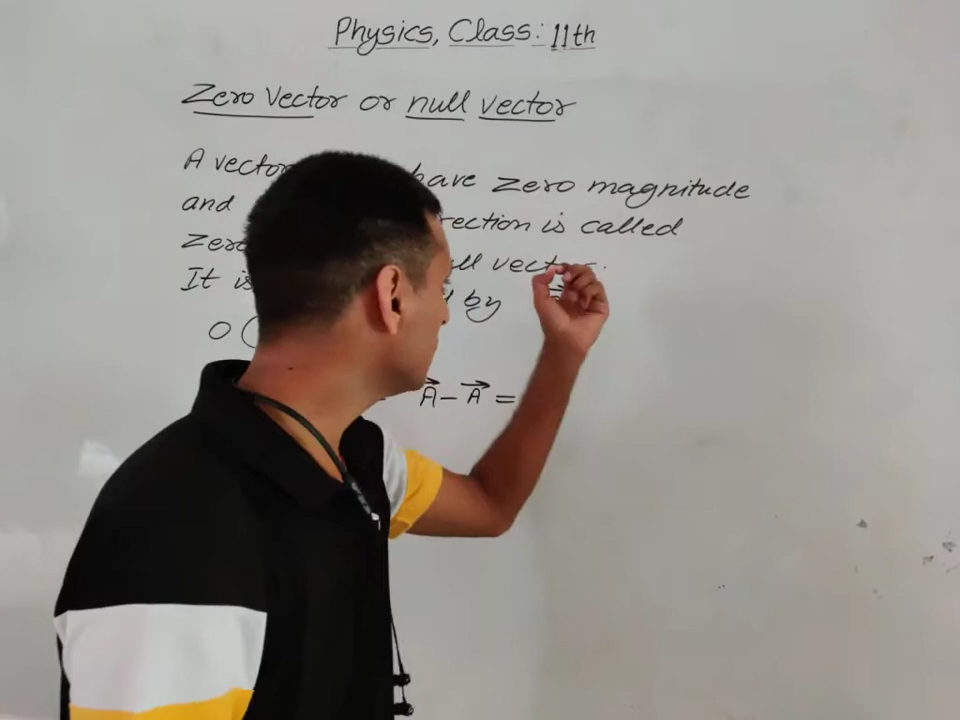 Physics, Class: 11th
Zero Vector or null vector
A vector have zero magnitude
and rection is called
Zero ll vector.
It is by
0 (
A⃗ - A⃗ =